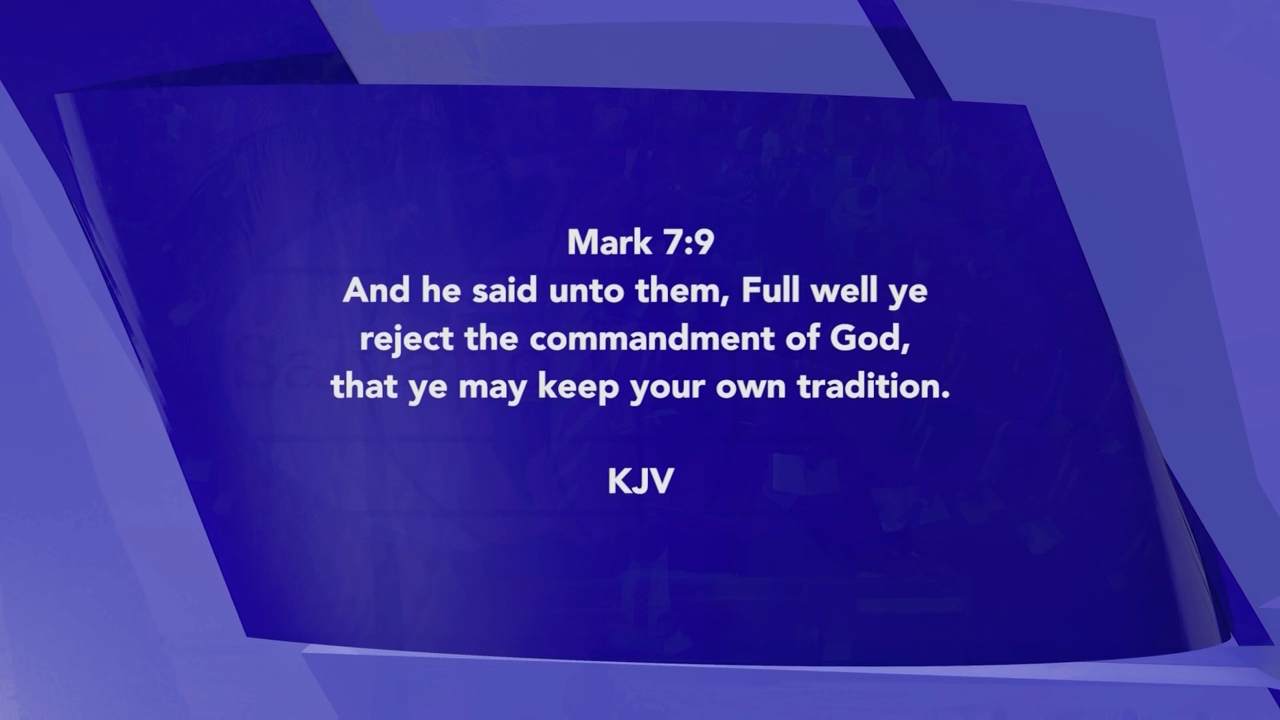 Mark 7:9
And he said unto them, Full well ye
reject the commandment of God,
that ye may keep your own tradition.
KJV